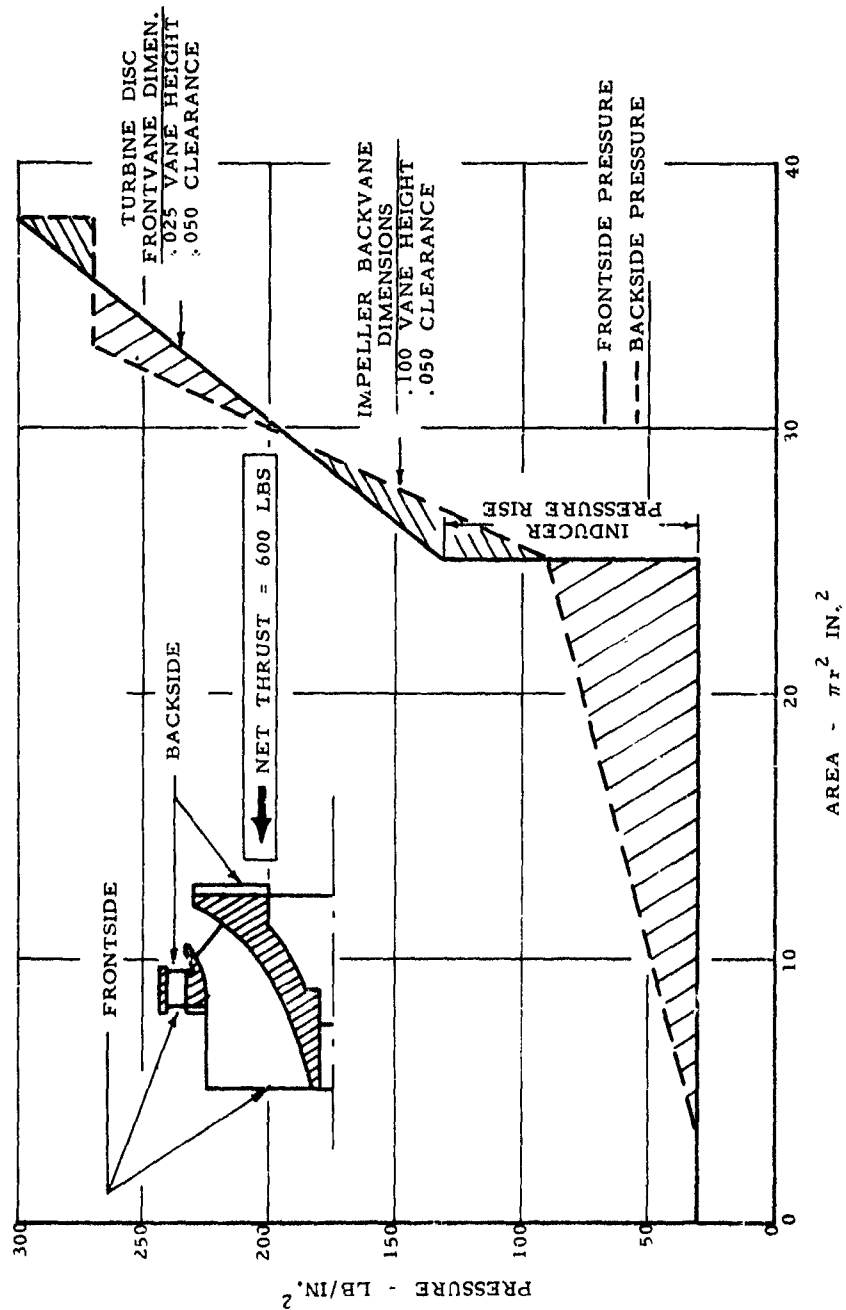 TURBINE DISC
FRONTVANE DIMEN.
.025 VANE HEIGHT
.050 CLEARANCE
IMPELLER BACKVANE
DIMENSIONS
.100 VANE HEIGHT
.050 CLEARANCE
FRONTSIDE
BACKSIDE
NET THRUST = 600 LBS
INDUCER
PRESSURE RISE
FRONTSIDE PRESSURE
BACKSIDE PRESSURE
PRESSURE - LB/IN.²
300
250
200
150
100
50
0
0
10
20
30
40
AREA - πr² IN.²